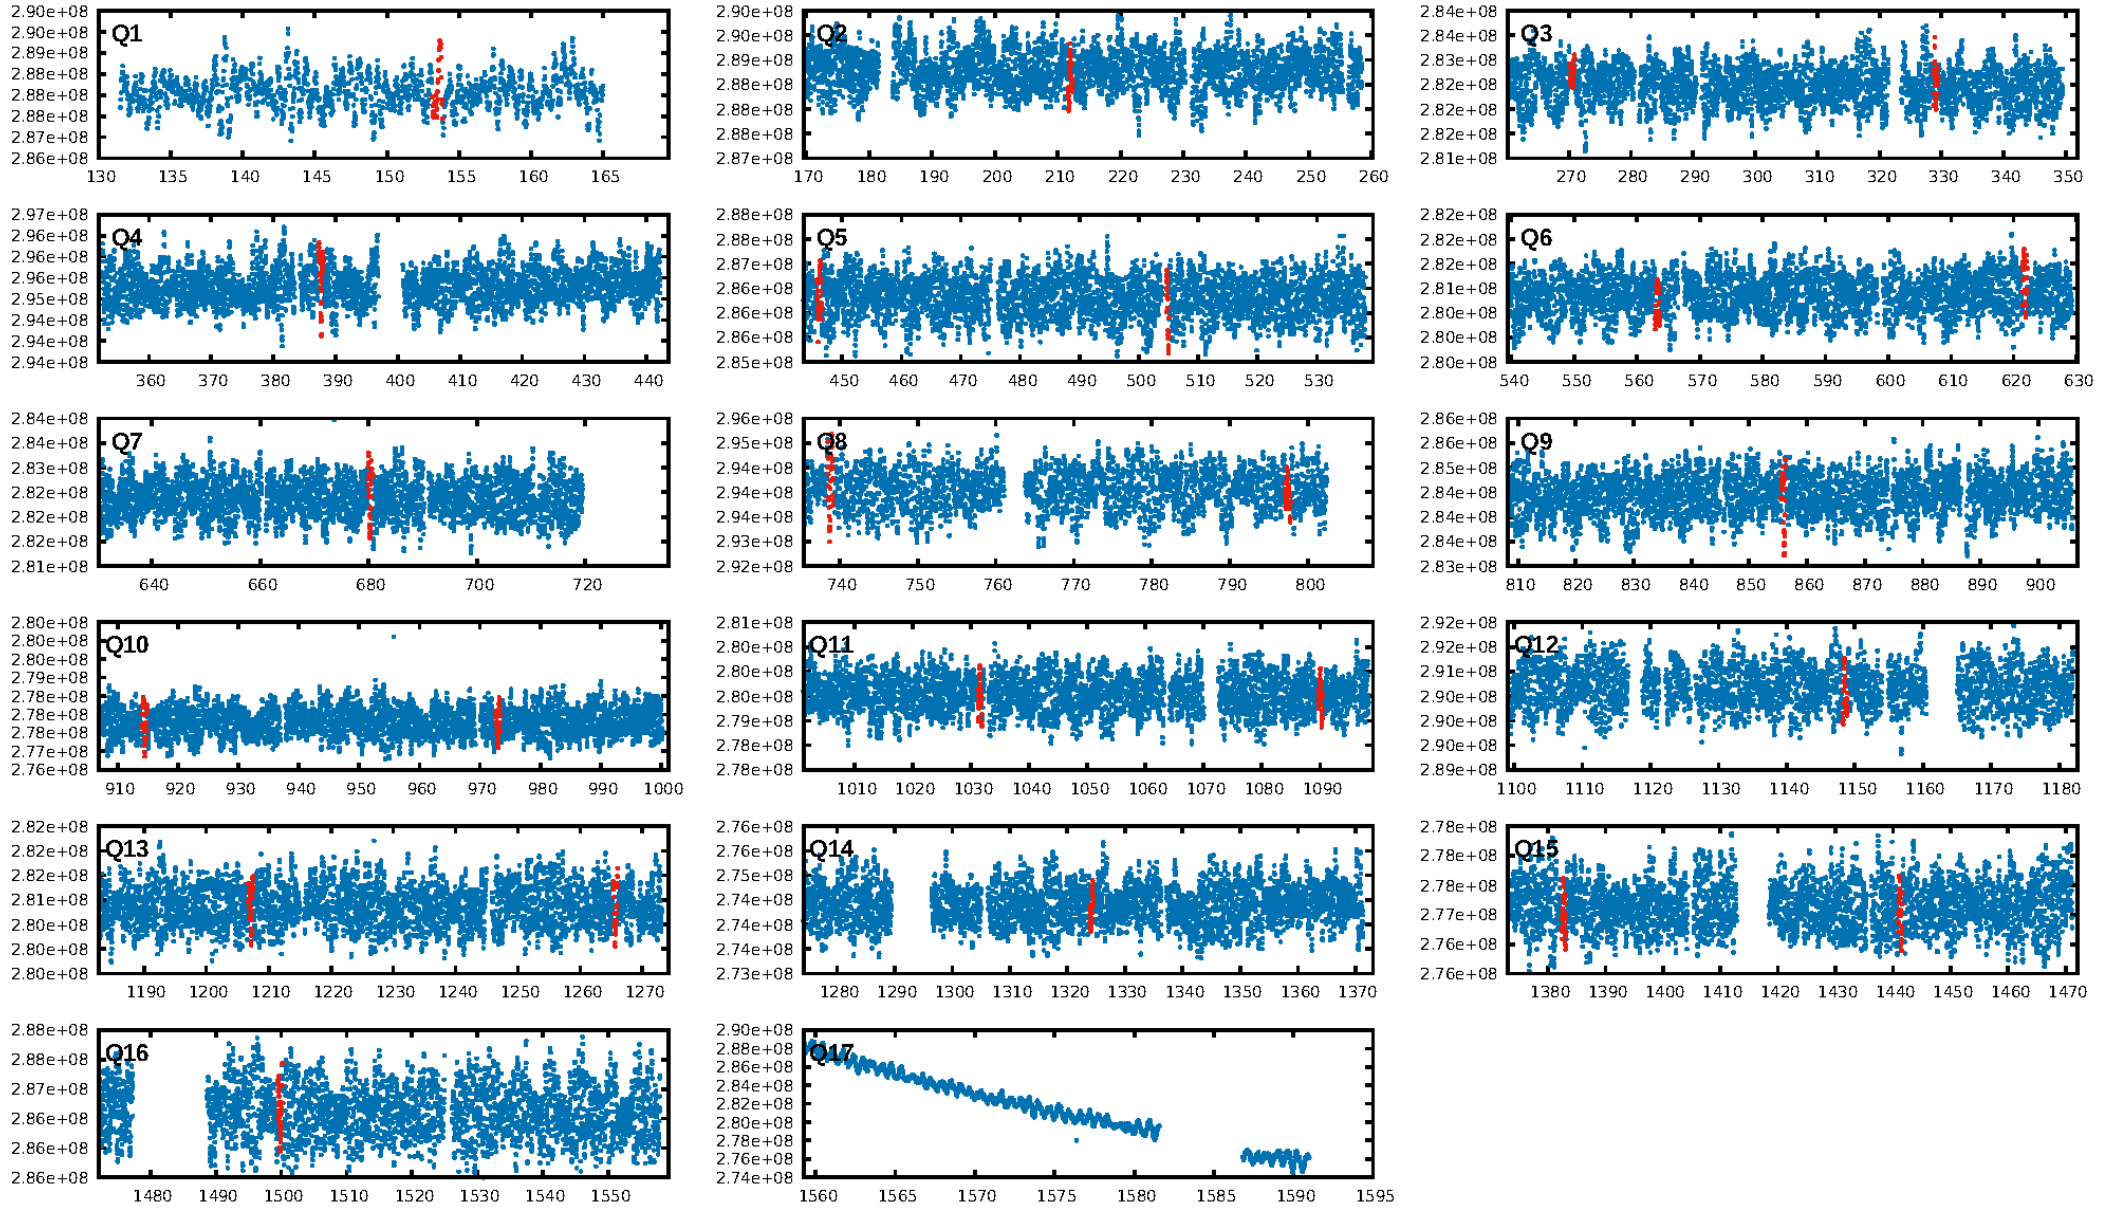 2.90e+08 2.90e+08 2.89e+08 2.88e+08 2.88e+08 2.88e+08 2.87e+08 2.86e+08
Q1
130 135 140 145 150 155 160 165
2.90e+08 2.90e+08 2.89e+08 2.88e+08 2.88e+08 2.88e+08 2.87e+08
Q2
170 180 190 200 210 220 230 240 250 260
2.84e+08 2.84e+08 2.83e+08 2.82e+08 2.82e+08 2.82e+08 2.81e+08
Q3
270 280 290 300 310 320 330 340 350
2.97e+08 2.96e+08 2.96e+08 2.95e+08 2.94e+08 2.94e+08 2.94e+08
Q4
360 370 380 390 400 410 420 430 440
2.88e+08 2.88e+08 2.87e+08 2.86e+08 2.86e+08 2.86e+08 2.85e+08
Q5
450 460 470 480 490 500 510 520 530
2.82e+08 2.82e+08 2.82e+08 2.81e+08 2.80e+08 2.80e+08 2.80e+08
Q6
540 550 560 570 580 590 600 610 620 630
2.84e+08 2.84e+08 2.83e+08 2.82e+08 2.82e+08 2.82e+08 2.81e+08
Q7
640 660 680 700 720
2.96e+08 2.95e+08 2.94e+08 2.94e+08 2.94e+08 2.93e+08 2.92e+08
Q8
740 750 760 770 780 790 800
2.86e+08 2.86e+08 2.85e+08 2.84e+08 2.84e+08 2.84e+08 2.83e+08
Q9
810 820 830 840 850 860 870 880 890 900
2.80e+08 2.80e+08 2.80e+08 2.79e+08 2.78e+08 2.78e+08 2.78e+08 2.77e+08 2.76e+08
Q10
910 920 930 940 950 960 970 980 990 1000
2.81e+08 2.80e+08 2.80e+08 2.80e+08 2.79e+08 2.78e+08 2.78e+08
Q11
1010 1020 1030 1040 1050 1060 1070 1080 1090
2.92e+08 2.92e+08 2.91e+08 2.90e+08 2.90e+08 2.90e+08 2.89e+08
Q12
1100 1110 1120 1130 1140 1150 1160 1170 1180
2.82e+08 2.82e+08 2.82e+08 2.81e+08 2.80e+08 2.80e+08 2.80e+08
Q13
1190 1200 1210 1220 1230 1240 1250 1260 1270
2.76e+08 2.76e+08 2.75e+08 2.74e+08 2.74e+08 2.74e+08 2.73e+08
Q14
1280 1290 1300 1310 1320 1330 1340 1350 1360 1370
2.78e+08 2.78e+08 2.78e+08 2.77e+08 2.76e+08 2.76e+08
Q15
1380 1390 1400 1410 1420 1430 1440 1450 1460 1470
2.88e+08 2.88e+08 2.87e+08 2.86e+08 2.86e+08 2.86e+08
Q16
1480 1490 1500 1510 1520 1530 1540 1550
2.90e+08 2.88e+08 2.86e+08 2.84e+08 2.82e+08 2.80e+08 2.78e+08 2.76e+08 2.74e+08
Q17
1560 1565 1570 1575 1580 1585 1590 1595